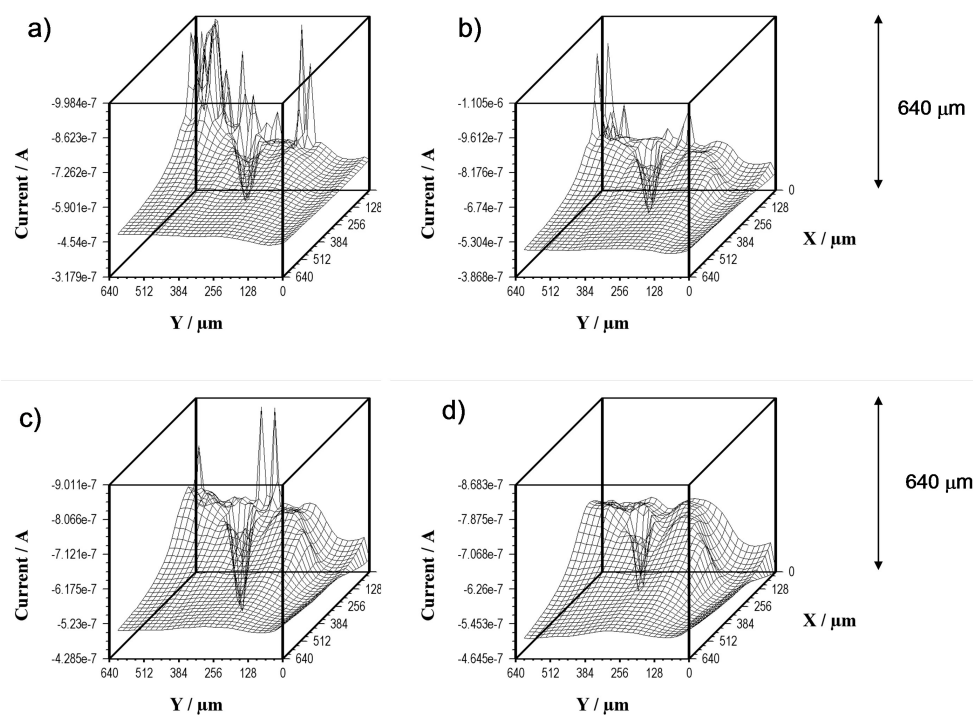 a)
-9.984e-7
-8.623e-7
-7.262e-7
-5.901e-7
-4.54e-7
-3.179e-7
Current / A
640 512 384 256 128 0
Y / µm
640
512
384
256
128
b)
-1.105e-6
-9.612e-7
-8.176e-7
-6.74e-7
-5.304e-7
-3.868e-7
Current / A
640 512 384 256 128 0
Y / µm
640
512
384
256
128
0
X / µm
640 µm
c)
-9.011e-7
-8.066e-7
-7.121e-7
-6.175e-7
-5.23e-7
-4.285e-7
Current / A
640 512 384 256 128 0
Y / µm
640
512
384
256
128
d)
-8.683e-7
-7.875e-7
-7.068e-7
-6.26e-7
-5.453e-7
-4.645e-7
Current / A
640 512 384 256 128 0
Y / µm
640
512
384
256
128
0
X / µm
640 µm